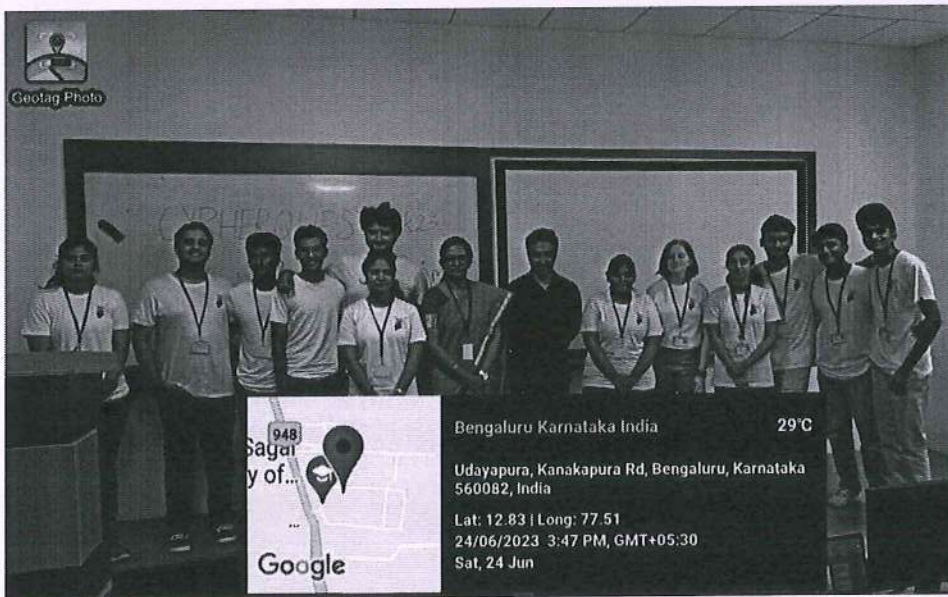 Geotag Photo
948
Sagar
y of...
...
Google
Bengaluru Karnataka India
29°C
Udayapura, Kanakapura Rd, Bengaluru, Karnataka
560082, India
Lat: 12.83 | Long: 77.51
24/06/2023 3:47 PM, GMT+05:30
Sat, 24 Jun